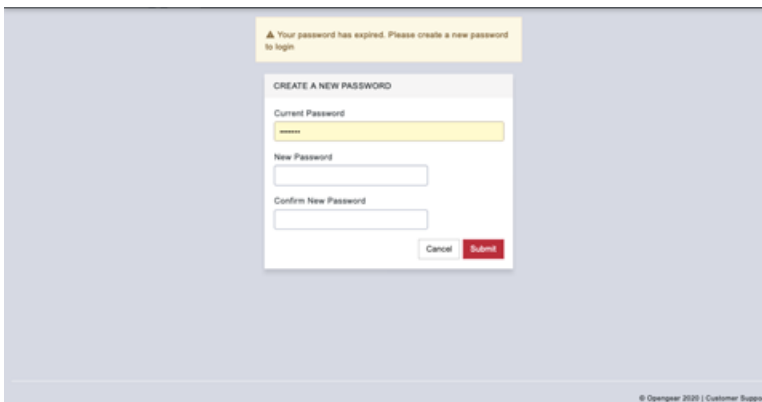 Your password has expired. Please create a new password
to login
CREATE A NEW PASSWORD
Current Password
•••••••
New Password
Confirm New Password
Cancel Submit
© Opengear 2020 | Customer Suppo